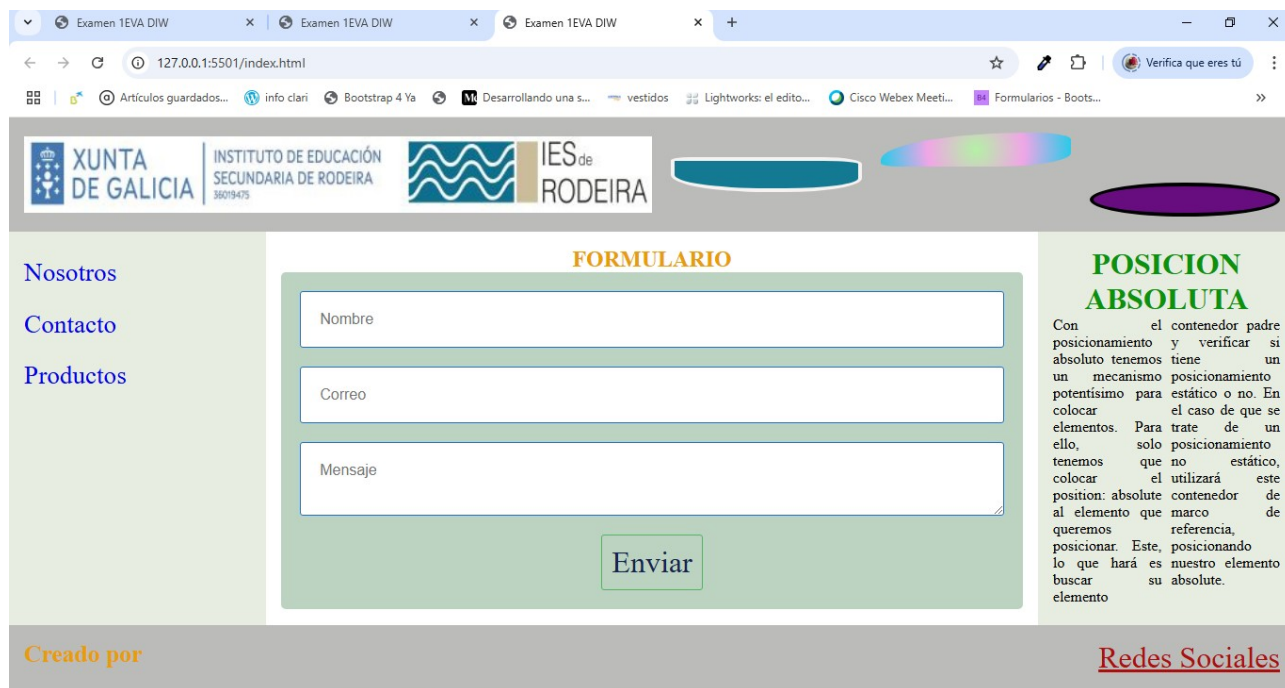 Examen 1EVA DIW
Examen 1EVA DIW
Examen 1EVA DIW
127.0.0.1:5501/index.html
Verifica que eres tú
Artículos guardados...
info clari
Bootstrap 4 Ya
Desarrollando una s...
vestidos
Lightworks: el edito...
Cisco Webex Meeti...
B4
Formularios - Boots...
XUNTA
DE GALICIA
INSTITUTO DE EDUCACIÓN
SECUNDARIA DE RODEIRA
36019475
IES de
RODEIRA
Nosotros
Contacto
Productos
FORMULARIO
Nombre
Correo
Mensaje
Enviar
POSICION
ABSOLUTA
Con el
posicionamiento
absoluto tenemos
un mecanismo
potentísimo para
colocar
elementos. Para
ello, solo
tenemos que
colocar el
position: absolute
al elemento que
queremos
posicionar. Este,
lo que hará es
buscar su
elemento
contenedor padre
y verificar si
tiene un
posicionamiento
estático o no. En
el caso de que se
trate de un
posicionamiento
no estático,
utilizará este
contenedor de
marco de
referencia,
posicionando
nuestro elemento
absolute.
Creado por
Redes Sociales